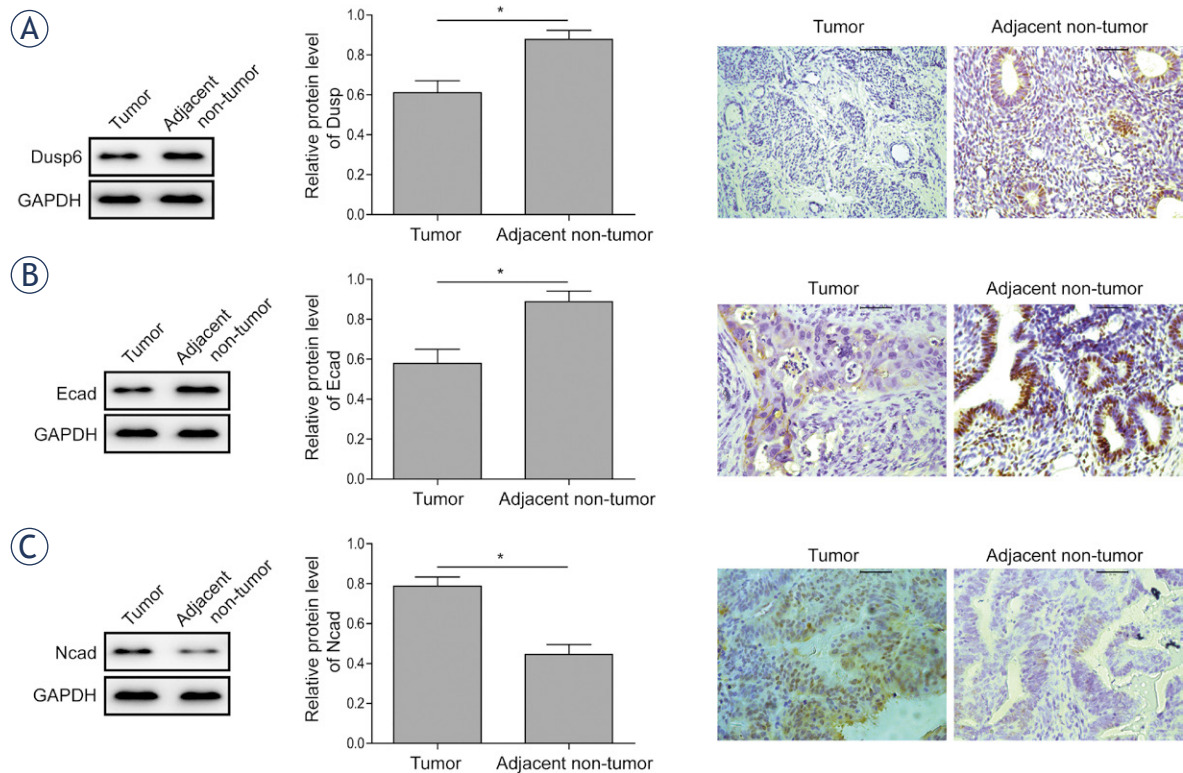 A
Tumor
Adjacent
non-tumor
Dusp6
GAPDH
Relative protein level
of Dusp
1.0
0.8
0.6
0.4
0.2
0.0
*
Tumor
Adjacent non-tumor
Tumor
Adjacent non-tumor
B
Tumor
Adjacent
non-tumor
Ecad
GAPDH
Relative protein level
of Ecad
1.0
0.8
0.6
0.4
0.2
0.0
*
Tumor
Adjacent non-tumor
Tumor
Adjacent non-tumor
C
Tumor
Adjacent
non-tumor
Ncad
GAPDH
Relative protein level
of Ncad
1.0
0.8
0.6
0.4
0.2
0.0
*
Tumor
Adjacent non-tumor
Tumor
Adjacent non-tumor